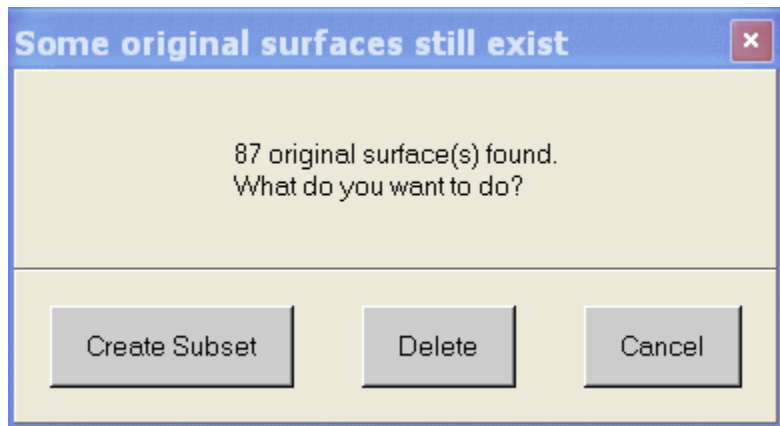 Some original surfaces still exist
87 original surface(s) found.
What do you want to do?
Create Subset Delete Cancel